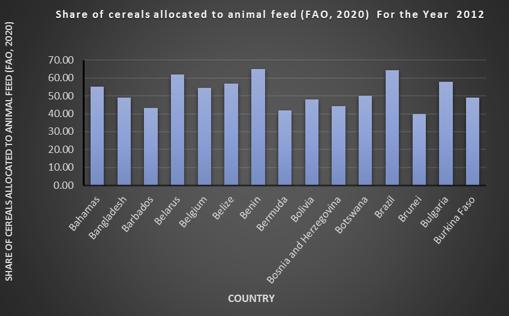 Share of cereals allocated to animal feed (FAO, 2020) For the Year 2012
SHARE OF CEREALS ALLOCATED TO ANIMAL FEED (FAO, 2020)
70.00
60.00
50.00
40.00
30.00
20.00
10.00
0.00
Bahamas
Bangladesh
Barbados
Belarus
Belgium
Belize
Benin
Bermuda
Bolivia
Bosnia and Herzegovina
Botswana
Brazil
Brunei
Bulgaria
Burkina Faso
COUNTRY